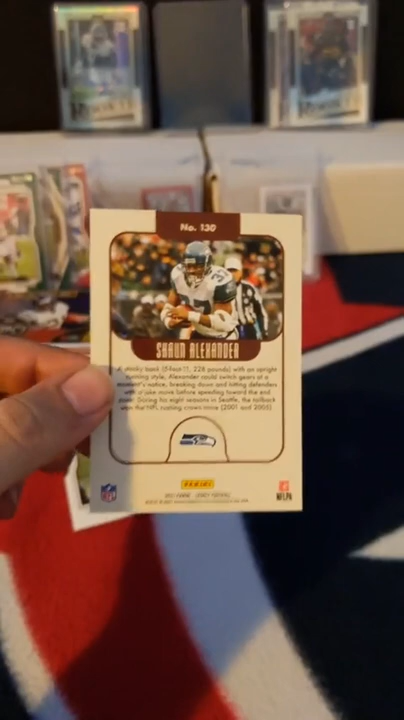 No. 130
SHAUN ALEXANDER
back (5-foot-11, 228 pounds) with an upright
running style, Alexander could switch gears at a
moment's notice, breaking down and hitting defenders
with a juke move before speeding toward the end
zone. During his eight seasons in Seattle, the tailback
won the NFL rushing crown twice (2001 and 2005)
PANINI
NFL
NFLPA